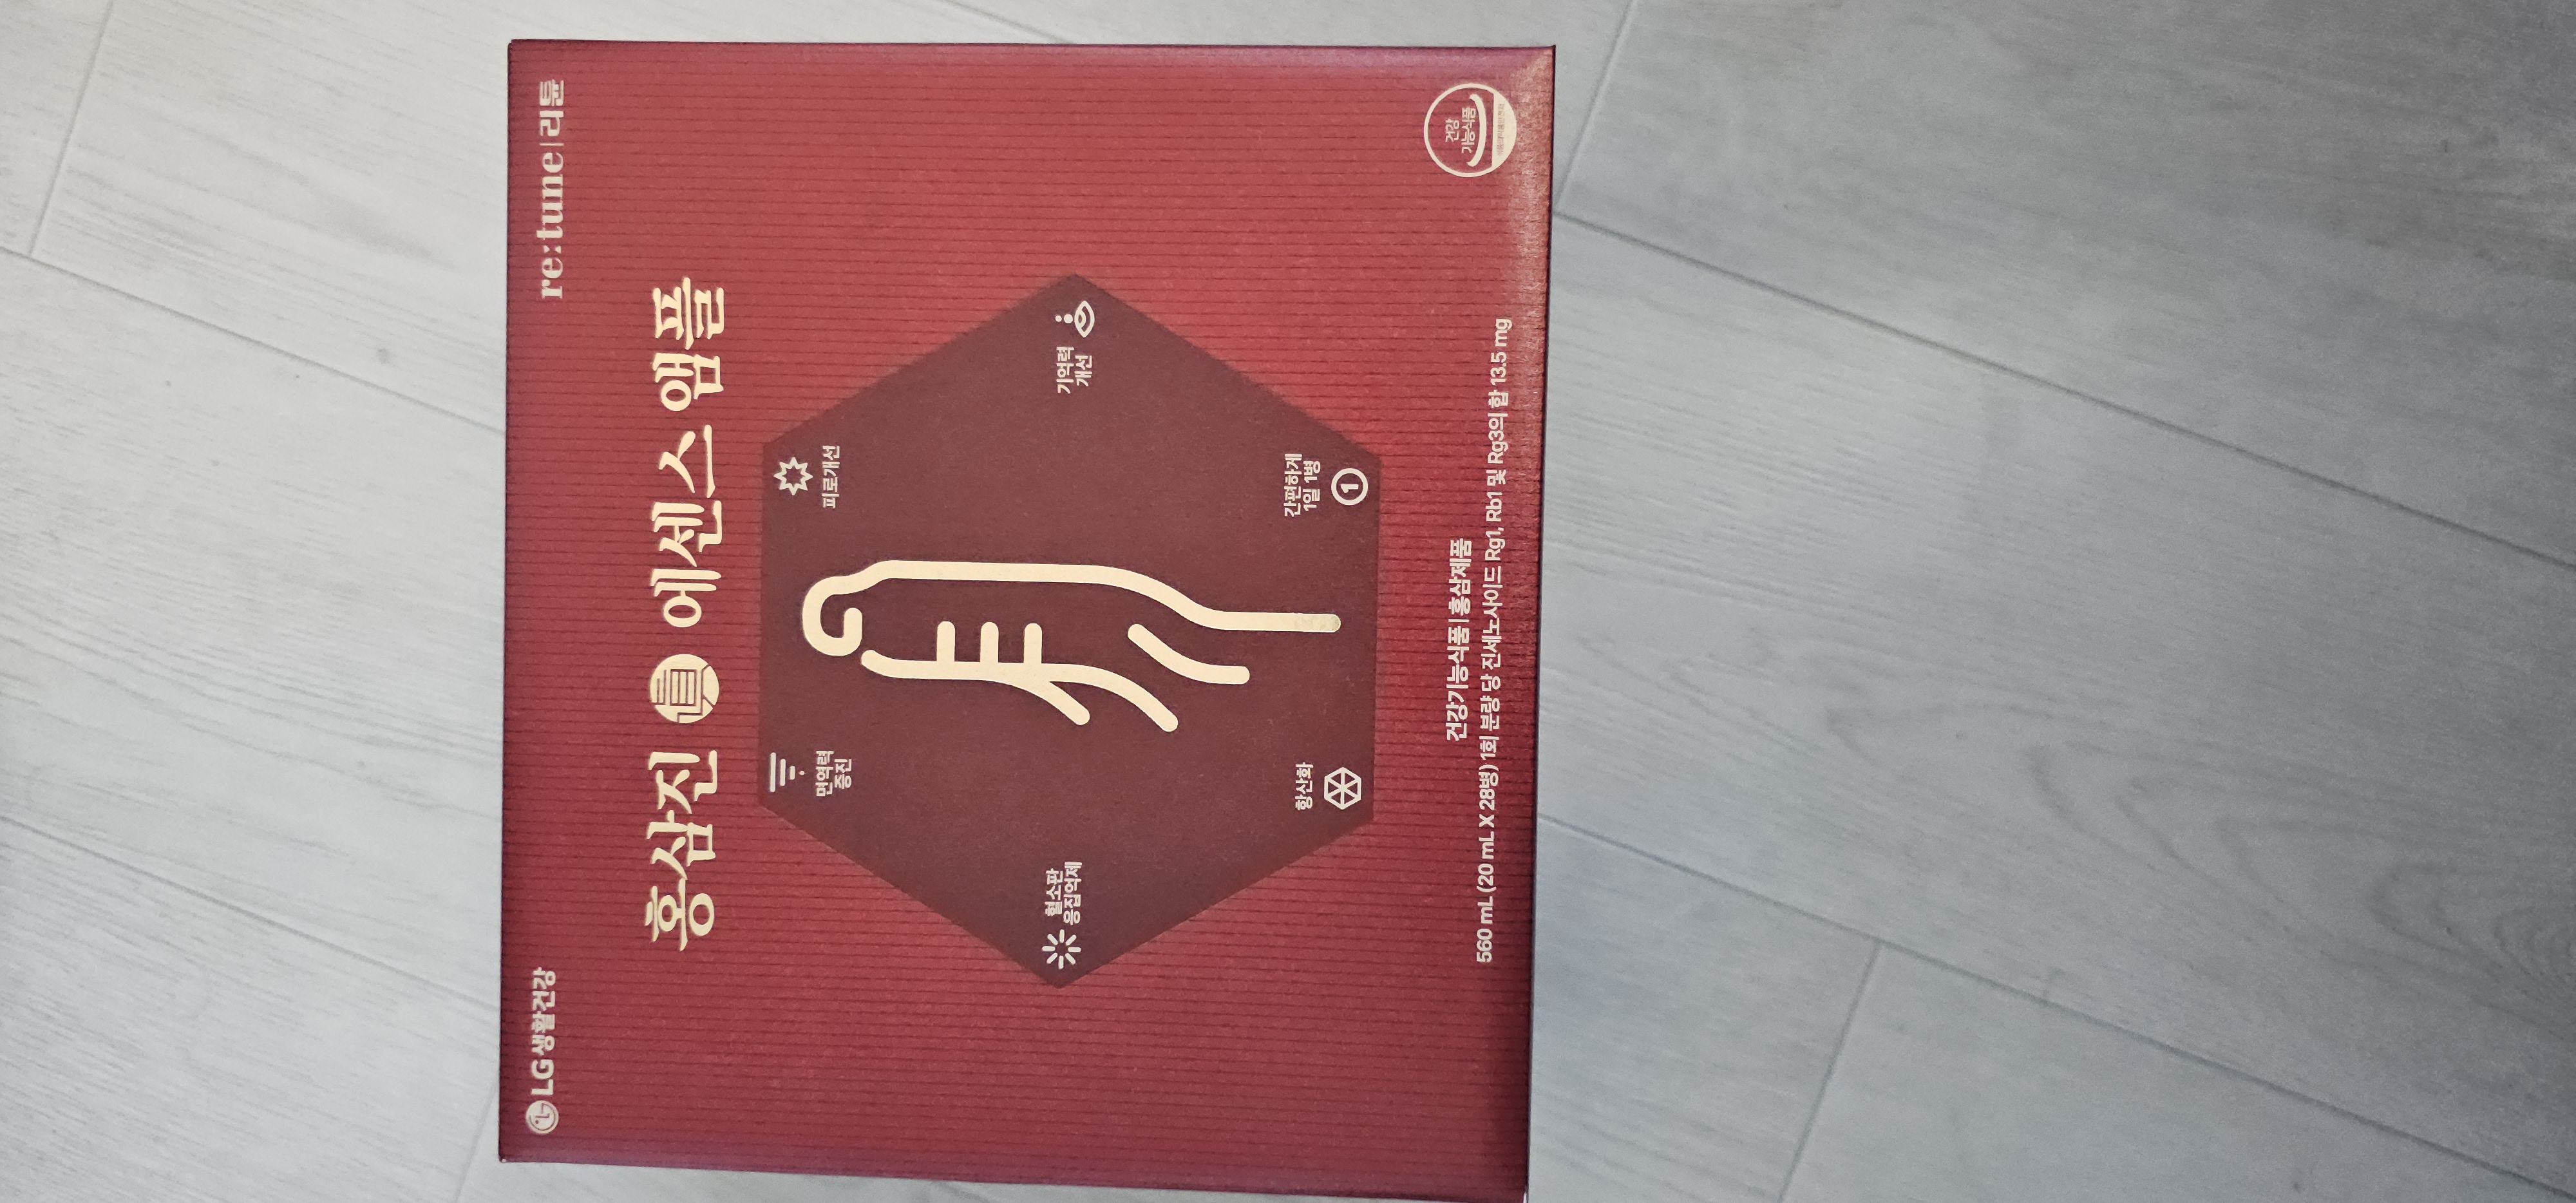 LG생활건강
re:tune|리튠
홍삼진 眞 에센스 앰플
면역력
증진
피로개선
혈소판
응집억제
기억력
개선
항산화
간편하게
1일 1병
1
건강기능식품|홍삼제품
560 mL (20 mL X 28병) 1회 분량 당 진세노사이드 Rg1, Rb1 및 Rg3의 합 13.5 mg
건강
기능식품